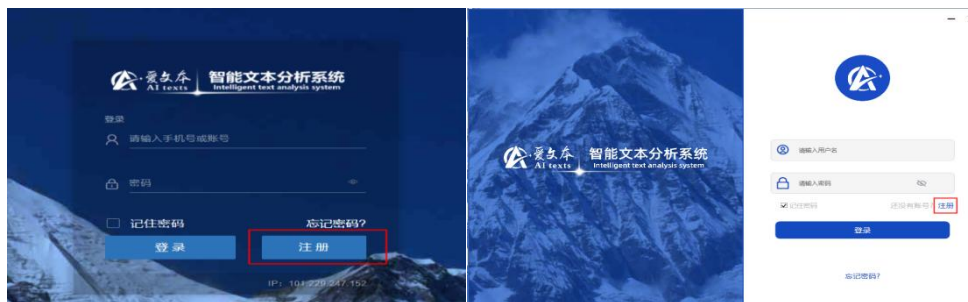 爱文本 智能文本分析系统
AI texts Intelligent text analysis system
登录
请输入手机号或账号
密码
记住密码 忘记密码?
登录 注册
IP: 101.229.247.152
爱文本 智能文本分析系统
AI texts Intelligent text analysis system
请输入用户名
请输入密码
记住密码 还没有账号? 注册
登录
忘记密码?